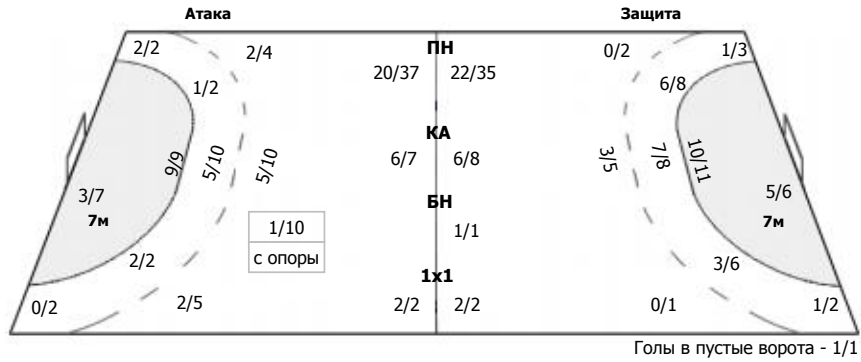 Атака Защита
2/2 2/4 ПН 0/2 1/3
20/37 22/35
1/2 6/8
КА
9/9 5/10 5/10 6/7 6/8 3/5 7/8 10/11
3/7 5/6
7м 7м
БН
1/10 1/1
с опоры
2/2 3/6
1x1
0/2 2/5 2/2 2/2 0/1 1/2
Голы в пустые ворота - 1/1